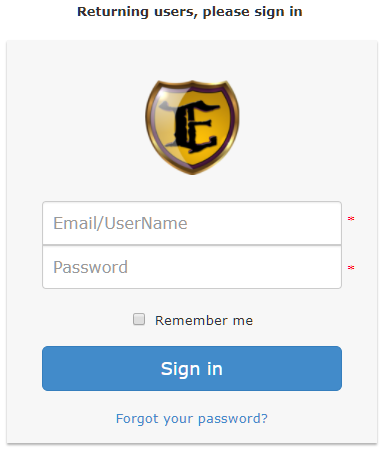 Returning users, please sign in
E
Email/UserName
*
Password
*
Remember me
Sign in
Forgot your password?